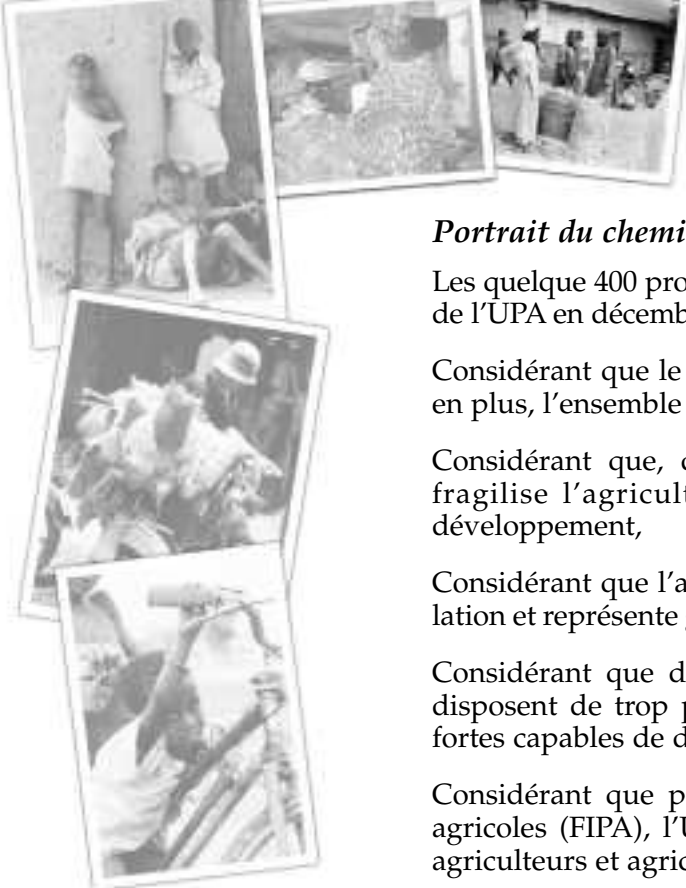 Portrait du chemi
Les quelque 400 pro
de l'UPA en décemb
Considérant que le
en plus, l'ensemble
Considérant que, d
fragilise l'agricult
développement,
Considérant que l'a
lation et représente
Considérant que d
disposent de trop p
fortes capables de d
Considérant que p
agricoles (FIPA), l'U
agriculteurs et agric